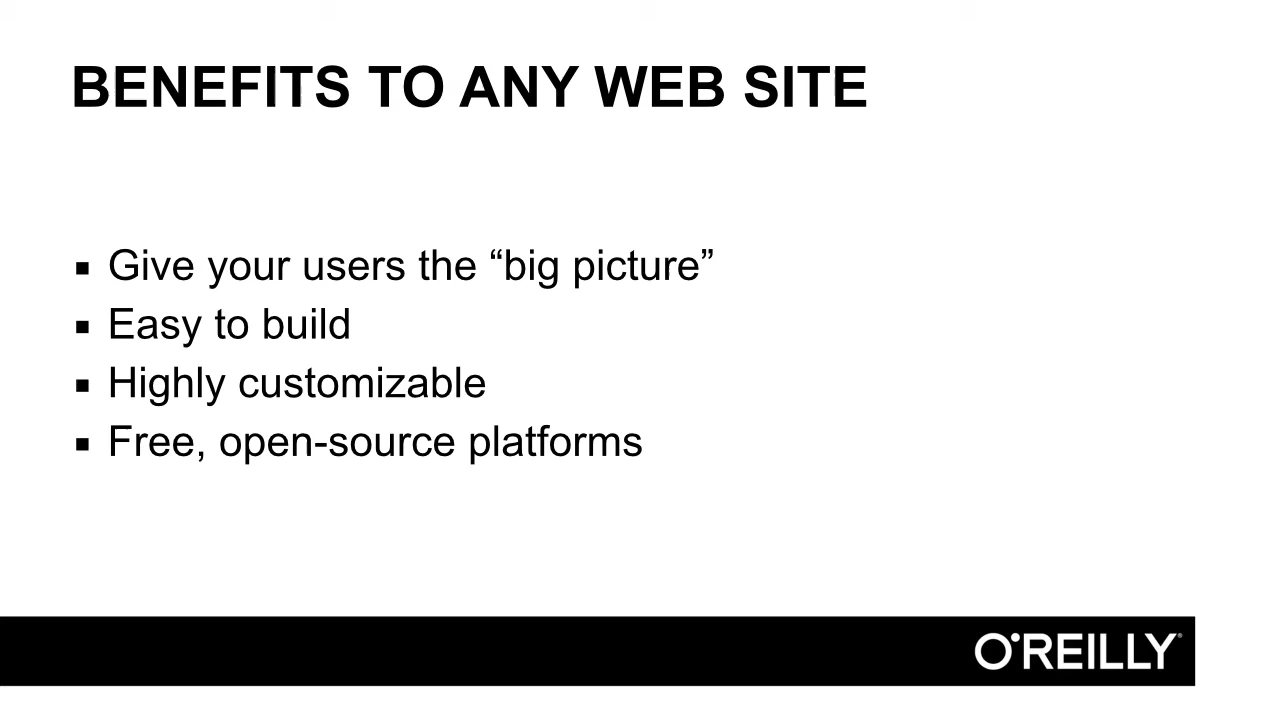 BENEFITS TO ANY WEB SITE
▪ Give your users the “big picture”
▪ Easy to build
▪ Highly customizable
▪ Free, open-source platforms
O'REILLY®